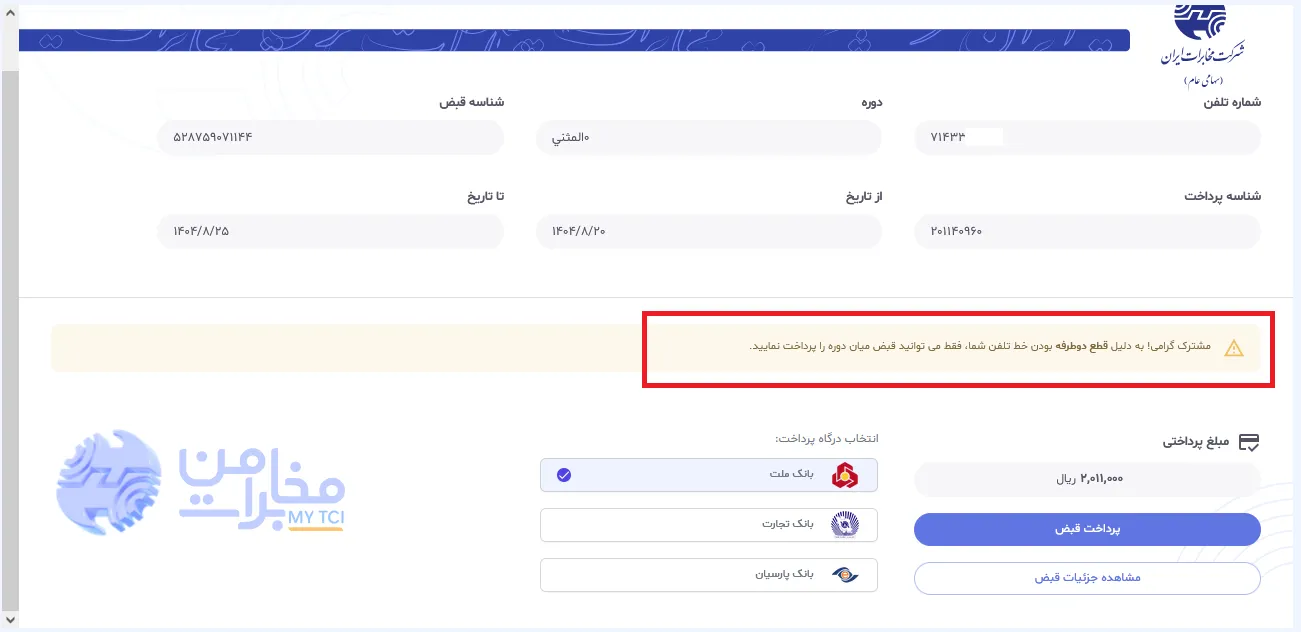 شرکت مخابرات ایران
(سهامی عام)
شماره تلفن
دوره
شناسه قبض
۷۱۴۳۳
المثني۰
۵۲۸۷۵۹۰۷۱۱۴۴
شناسه پرداخت
از تاریخ
تا تاریخ
۲۰۱۱۴۰۹۶۰
۱۴۰۴/۸/۲۰
۱۴۰۴/۸/۲۵
مشترک گرامی! به دلیل قطع دوطرفه بودن خط تلفن شما، فقط می توانید قبض میان دوره را پرداخت نمایید.
مبلغ پرداختی
۲,۰۱۱,۰۰۰ ریال
پرداخت قبض
مشاهده جزئیات قبض
انتخاب درگاه پرداخت:
بانک ملت
بانک تجارت
بانک پارسیان
مخابرات من
MY TCI